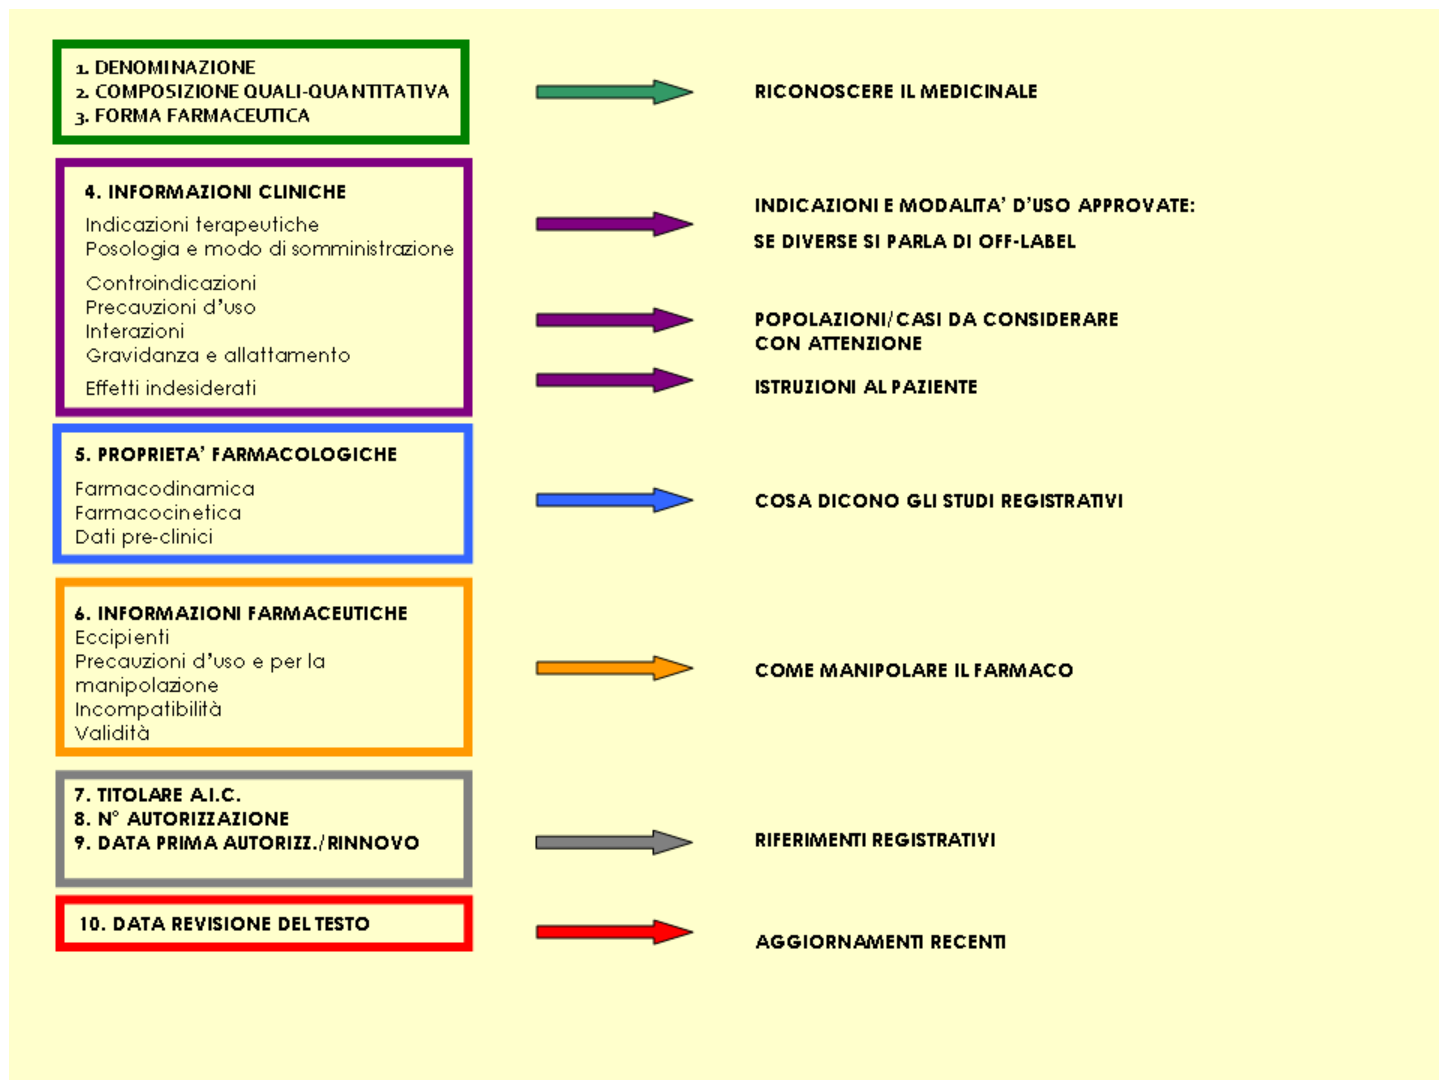 1. DENOMINAZIONE
2. COMPOSIZIONE QUALI-QUANTITATIVA
3. FORMA FARMACEUTICA
RICONOSCERE IL MEDICINALE
4. INFORMAZIONI CLINICHE
Indicazioni terapeutiche
Posologia e modo di somministrazione
Controindicazioni
Precauzioni d'uso
Interazioni
Gravidanza e allattamento
Effetti indesiderati
INDICAZIONI E MODALITA' D'USO APPROVATE:
SE DIVERSE SI PARLA DI OFF-LABEL
POPOLAZIONI/CASI DA CONSIDERARE
CON ATTENZIONE
ISTRUZIONI AL PAZIENTE
5. PROPRIETA' FARMACOLOGICHE
Farmacodinamica
Farmacocinetica
Dati pre-clinici
COSA DICONO GLI STUDI REGISTRATIVI
6. INFORMAZIONI FARMACEUTICHE
Eccipienti
Precauzioni d'uso e per la
manipolazione
Incompatibilità
Validità
COME MANIPOLARE IL FARMACO
7. TITOLARE A.I.C.
8. N° AUTORIZZAZIONE
9. DATA PRIMA AUTORIZZ./RINNOVO
RIFERIMENTI REGISTRATIVI
10. DATA REVISIONE DEL TESTO
AGGIORNAMENTI RECENTI